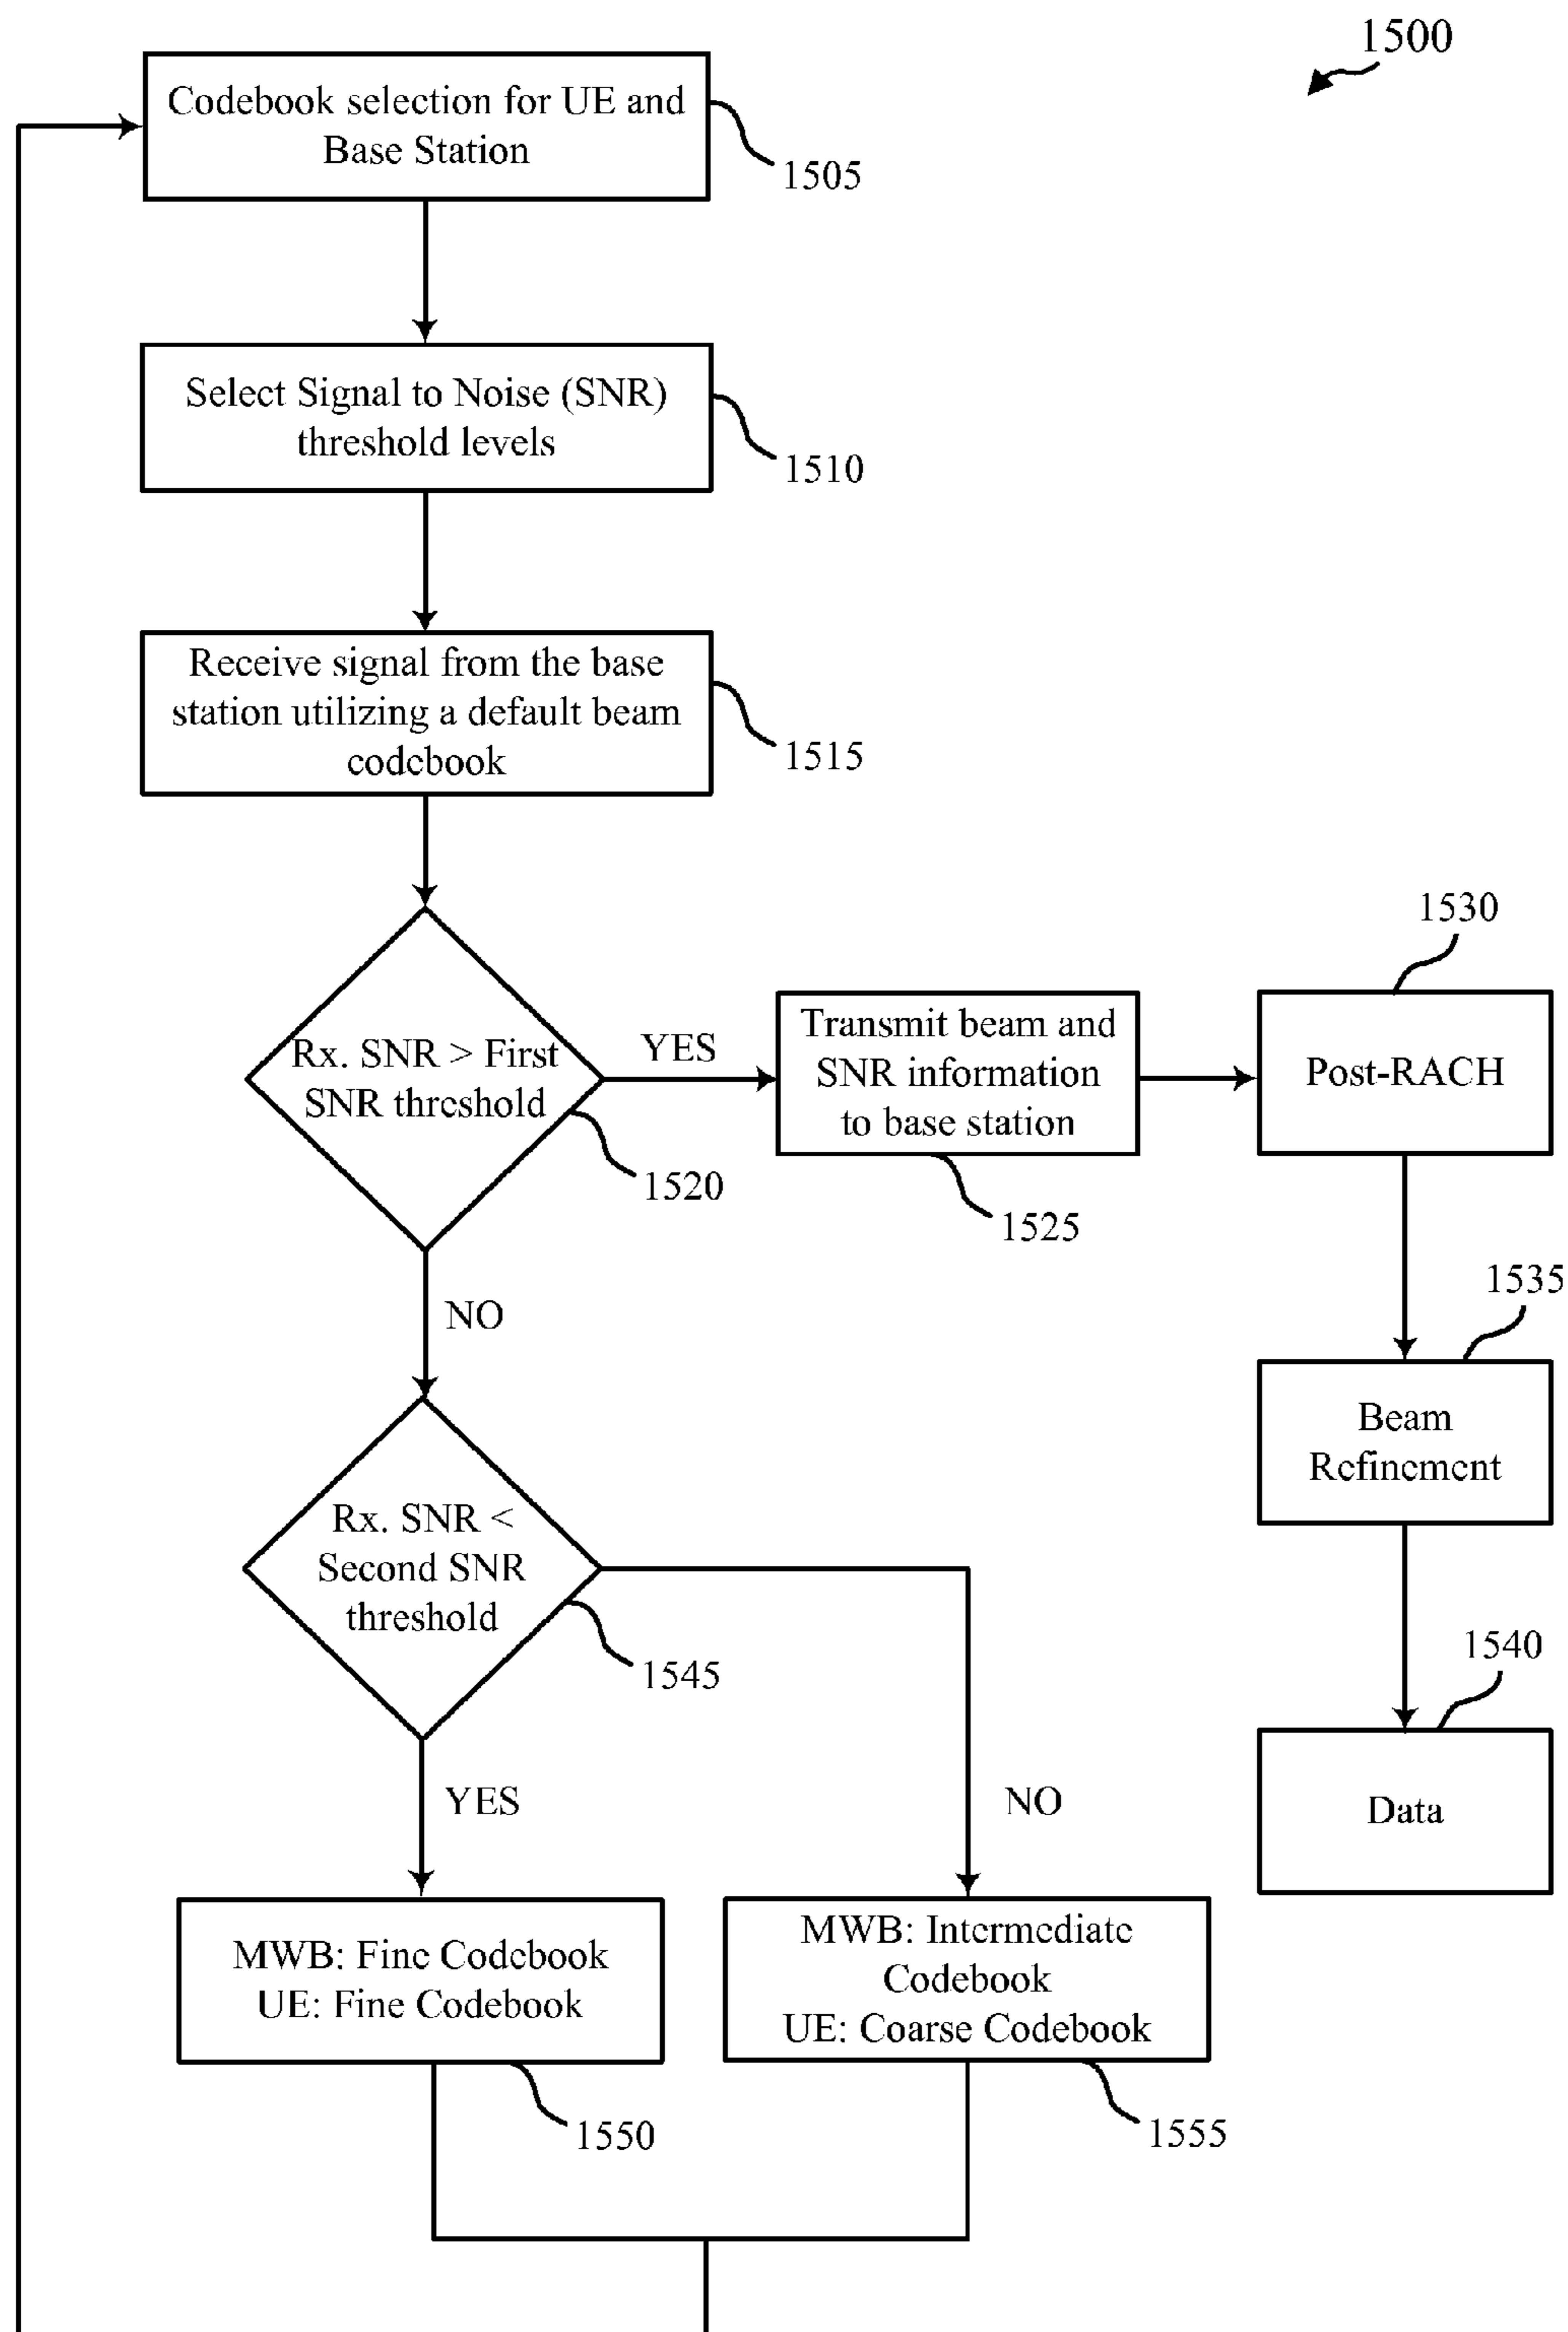 1500
Codebook selection for UE and
Base Station
1505
Select Signal to Noise (SNR)
threshold levels
1510
Receive signal from the base
station utilizing a default beam
codebook
1515
Rx. SNR > First
SNR threshold
1520
YES
Transmit beam and
SNR information
to base station
1525
1530
Post-RACH
1535
Beam
Refinement
1540
Data
NO
Rx. SNR <
Second SNR
threshold
1545
YES
NO
MWB: Fine Codebook
UE: Fine Codebook
1550
MWB: Intermediate
Codebook
UE: Coarse Codebook
1555